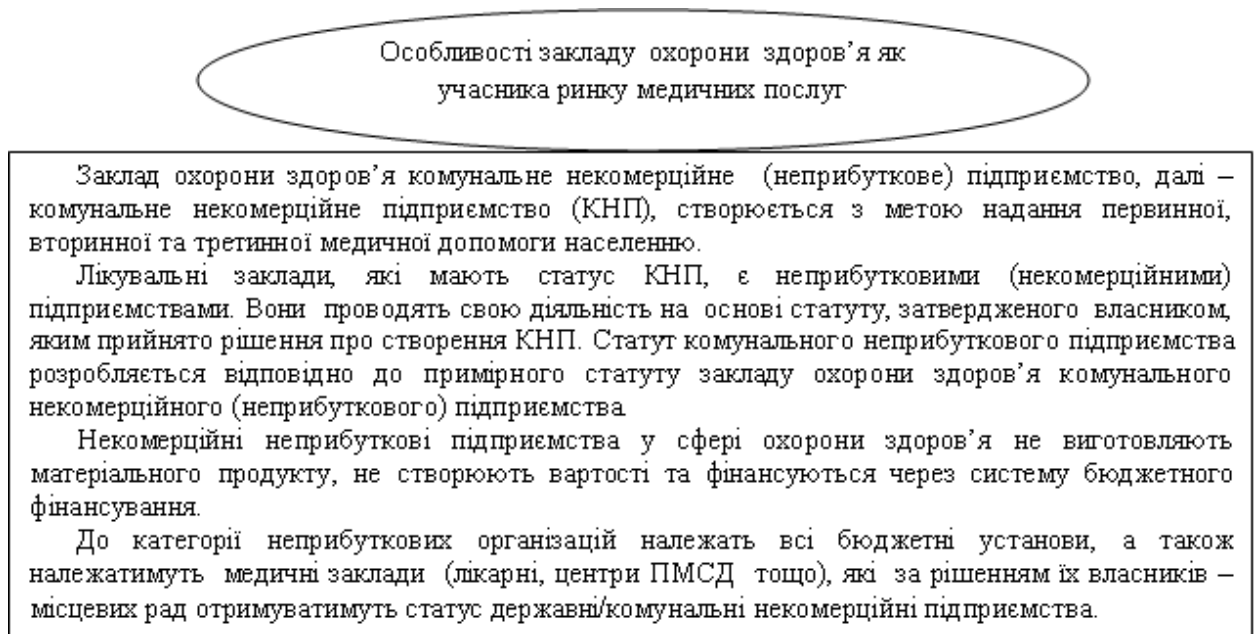 Особливості закладу охорони здоров’я як
учасника ринку медичних послуг
Заклад охорони здоров’я комунальне некомерційне (неприбуткове) підприємство, далі –
комунальне некомерційне підприємство (КНП), створюється з метою надання первинної,
вторинної та третинної медичної допомоги населенню.
Лікувальні заклади, які мають статус КНП, є неприбутковими (некомерційними)
підприємствами. Вони проводять свою діяльність на основі статуту, затвердженого власником,
яким прийнято рішення про створення КНП. Статут комунального неприбуткового підприємства
розробляється відповідно до примірного статуту закладу охорони здоров’я комунального
некомерційного (неприбуткового) підприємства
Некомерційні неприбуткові підприємства у сфері охорони здоров’я не виготовляють
матеріального продукту, не створюють вартості та фінансуються через систему бюджетного
фінансування.
До категорії неприбуткових організацій належать всі бюджетні установи, а також
належатимуть медичні заклади (лікарні, центри ПМСД тощо), які за рішенням їх власників –
місцевих рад отримуватимуть статус державні/комунальні некомерційні підприємства.